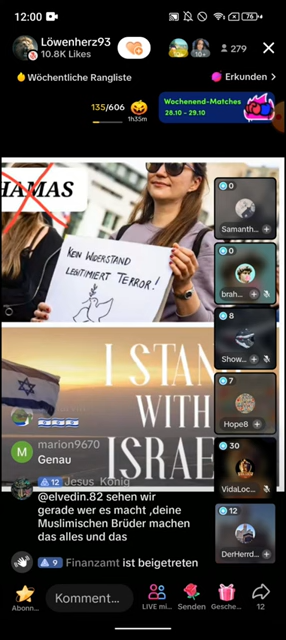 12:00
76
Löwenherz93
10.8K Likes
279
Wöchentliche Rangliste
Erkunden
135/606
1h35m
Wochenend-Matches
28.10 - 29.10
HAMAS
KEIN WIDERSTAND
LEGITIMIERT TERROR!
0
Samanth...
0
brah...
8
Show...
7
Hope8
30
VidaLoc...
12
DerHerrd...
I STAN
WITH
ISRAE
marion9670
Genau
12 Jesus König
@elvedin.82 sehen wir
gerade wer es macht ,deine
Muslimischen Brüder machen
das alles und das
9 Finanzamt ist beigetreten
Abonn...
Komment...
LIVE mi...
Senden
Gesche...
12